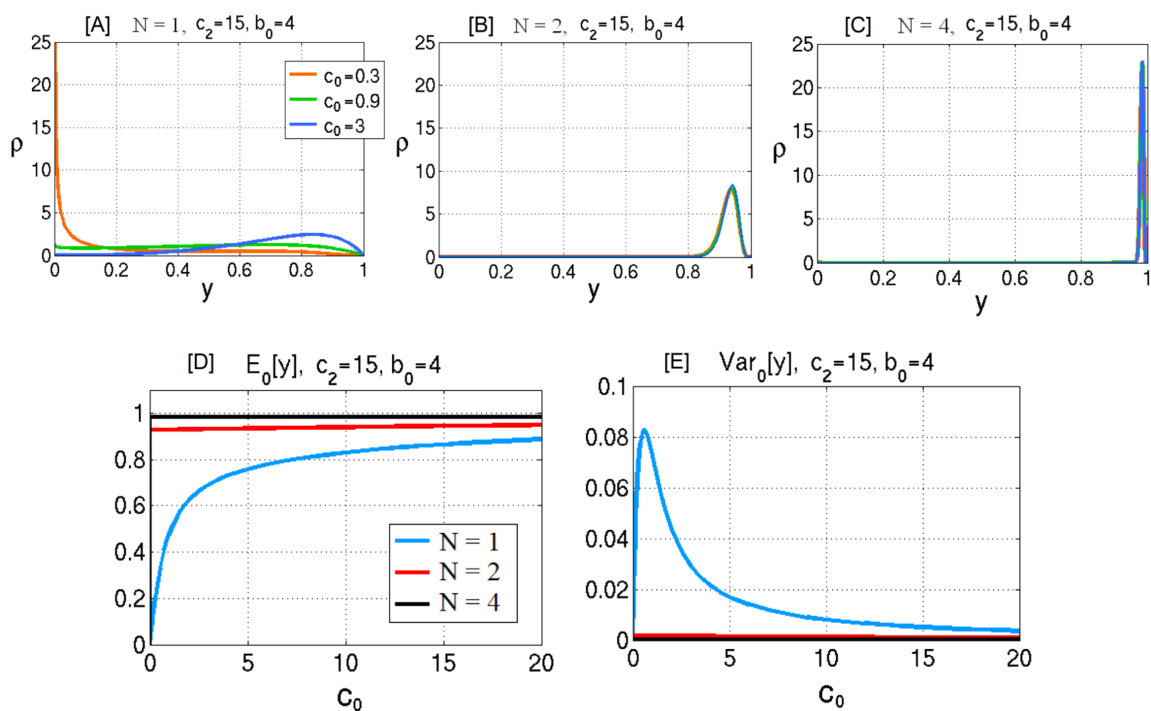 [A] N = 1, c₂=15, b₀=4
25
20
15
10
5
0
ρ
c₀=0.3
c₀=0.9
c₀=3
0 0.2 0.4 0.6 0.8 1
y
[B] N = 2, c₂=15, b₀=4
25
20
15
10
5
0
ρ
0 0.2 0.4 0.6 0.8 1
y
[C] N = 4, c₂=15, b₀=4
25
20
15
10
5
0
ρ
0 0.2 0.4 0.6 0.8 1
y
[D] E₀[y], c₂=15, b₀=4
1
0.8
0.6
0.4
0.2
0
N = 1
N = 2
N = 4
0 5 10 15 20
c₀
[E] Var₀[y], c₂=15, b₀=4
0.1
0.08
0.06
0.04
0.02
0
0 5 10 15 20
c₀